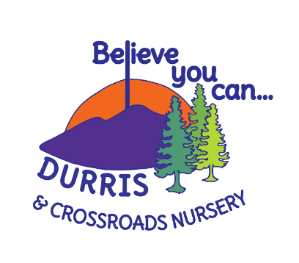 Believe
you
can...
DURRIS
& CROSSROADS NURSERY